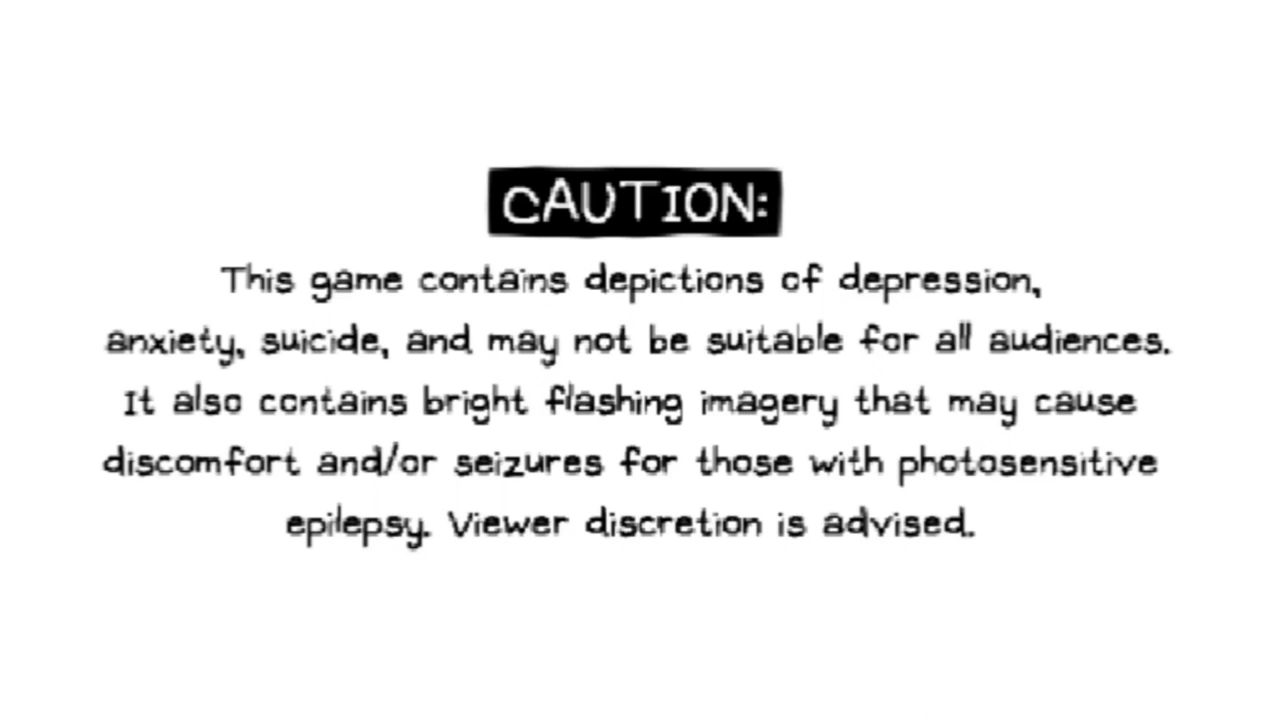 CAUTION:
This game contains depictions of depression,
anxiety, suicide, and may not be suitable for all audiences.
It also contains bright flashing imagery that may cause
discomfort and/or seizures for those with photosensitive
epilepsy. Viewer discretion is advised.